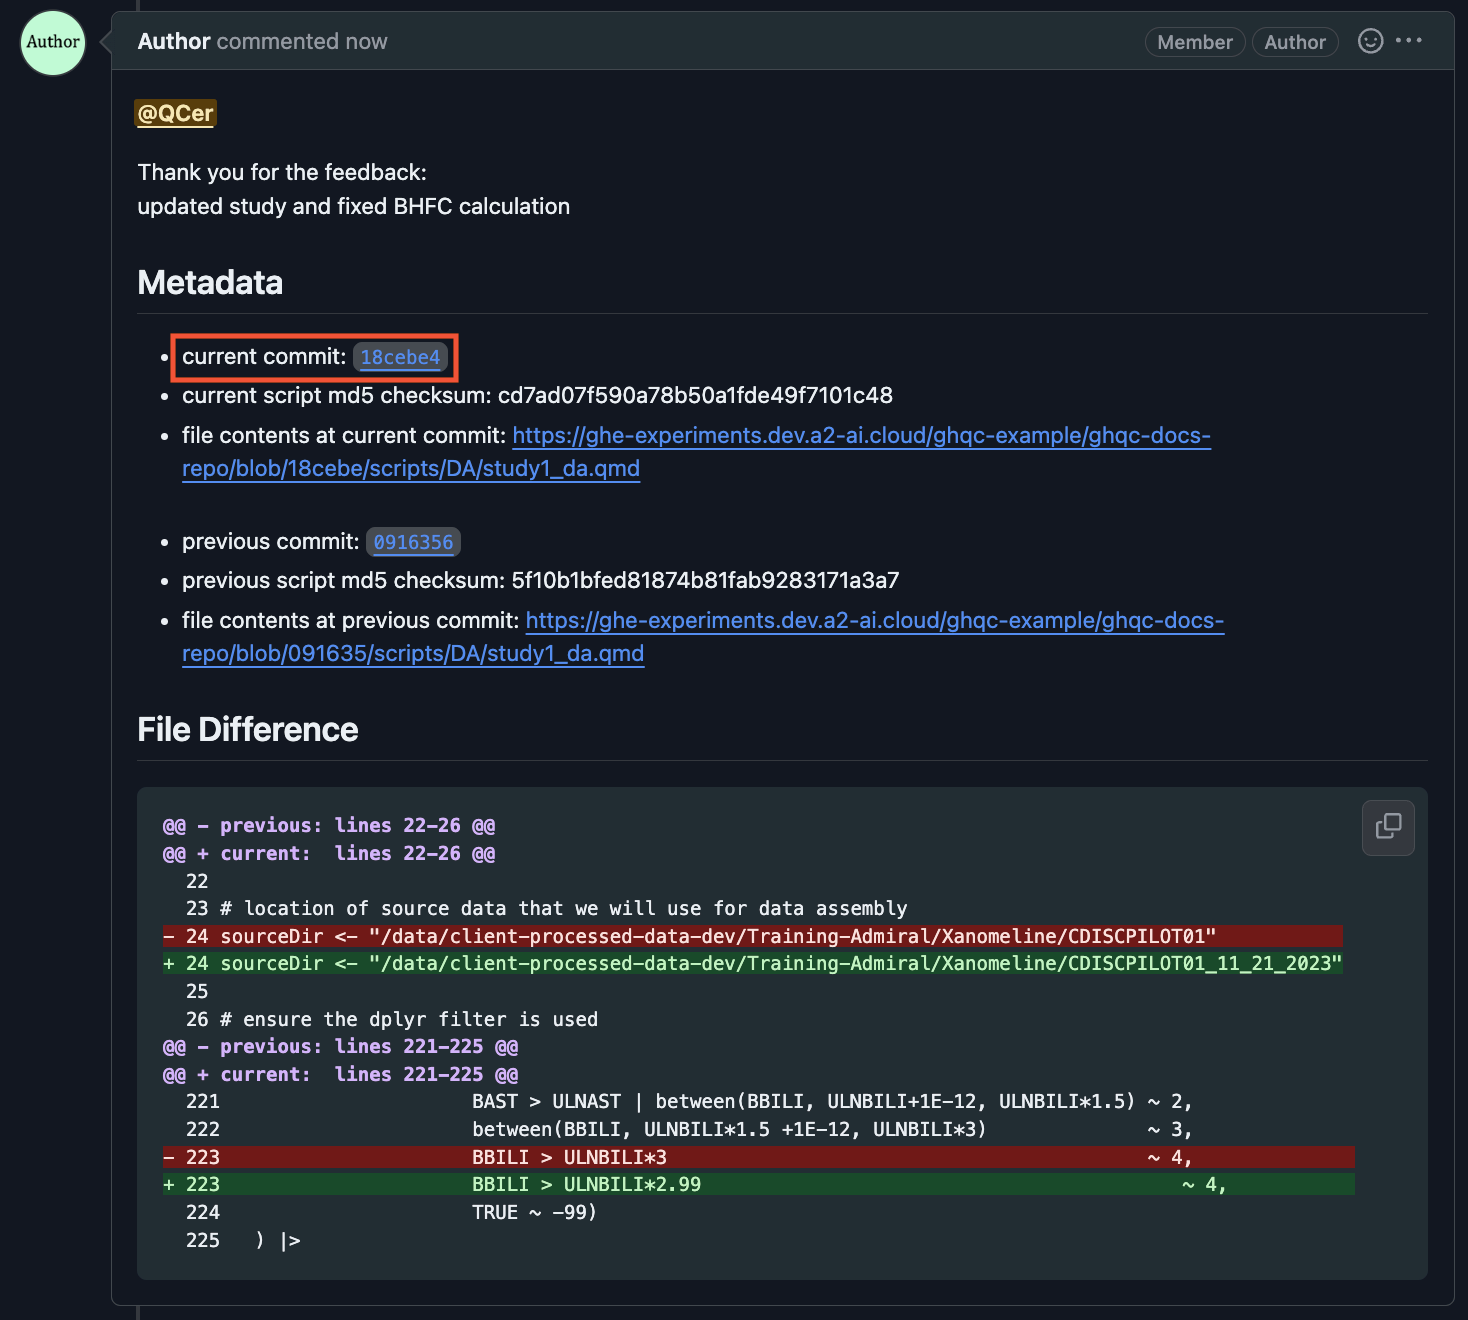 Author
Author commented now
Member
Author
@QCer
Thank you for the feedback:
updated study and fixed BHFC calculation
Metadata
• current commit: 18cebe4
• current script md5 checksum: cd7ad07f590a78b50a1fde49f7101c48
• file contents at current commit: https://ghe-experiments.dev.a2-ai.cloud/ghqc-example/ghqc-docs-
repo/blob/18cebe/scripts/DA/study1_da.qmd
• previous commit: 0916356
• previous script md5 checksum: 5f10b1bfed81874b81fab9283171a3a7
• file contents at previous commit: https://ghe-experiments.dev.a2-ai.cloud/ghqc-example/ghqc-docs-
repo/blob/091635/scripts/DA/study1_da.qmd
File Difference
@@ - previous: lines 22-26 @@
@@ + current:  lines 22-26 @@
  22
  23 # location of source data that we will use for data assembly
- 24 sourceDir <- "/data/client-processed-data-dev/Training-Admiral/Xanomeline/CDISCPILOT01"
+ 24 sourceDir <- "/data/client-processed-data-dev/Training-Admiral/Xanomeline/CDISCPILOT01_11_21_2023"
  25
  26 # ensure the dplyr filter is used
@@ - previous: lines 221-225 @@
@@ + current:  lines 221-225 @@
  221                      BAST > ULNAST | between(BBILI, ULNBILI+1E-12, ULNBILI*1.5) ~ 2,
  222                      between(BBILI, ULNBILI*1.5 +1E-12, ULNBILI*3)              ~ 3,
- 223                      BBILI > ULNBILI*3                                          ~ 4,
+ 223                      BBILI > ULNBILI*2.99                                          ~ 4,
  224                      TRUE ~ -99)
  225   ) |>